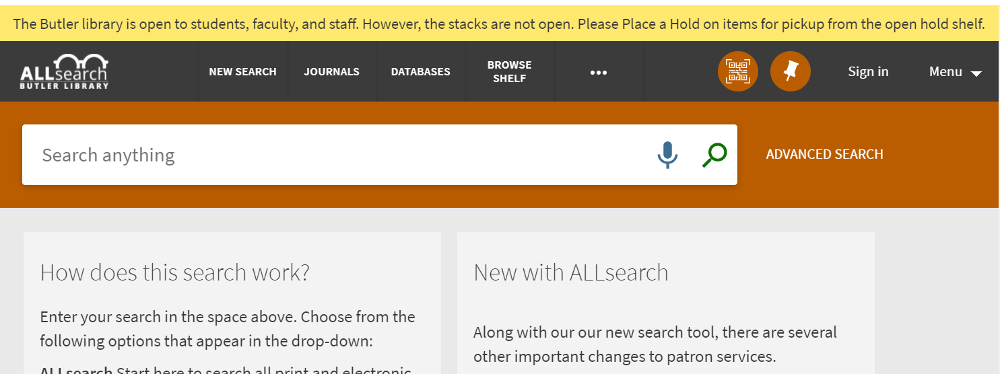 The Butler library is open to students, faculty, and staff. However, the stacks are not open. Please Place a Hold on items for pickup from the open hold shelf.
ALLsearch
BUTLER LIBRARY
NEW SEARCH
JOURNALS
DATABASES
BROWSE
SHELF
•••
Sign in
Menu
Search anything
ADVANCED SEARCH
How does this search work?
Enter your search in the space above. Choose from the
following options that appear in the drop-down:
ALLsearch Start here to search all print and electronic
New with ALLsearch
Along with our our new search tool, there are several
other important changes to patron services.